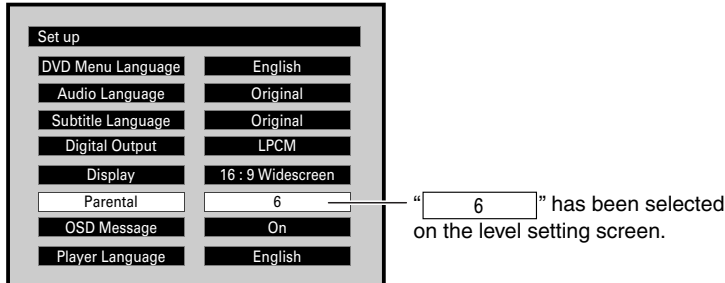 Set up
DVD Menu Language English
Audio Language Original
Subtitle Language Original
Digital Output LPCM
Display 16 : 9 Widescreen
Parental 6
OSD Message On
Player Language English
“ 6 ” has been selected
on the level setting screen.